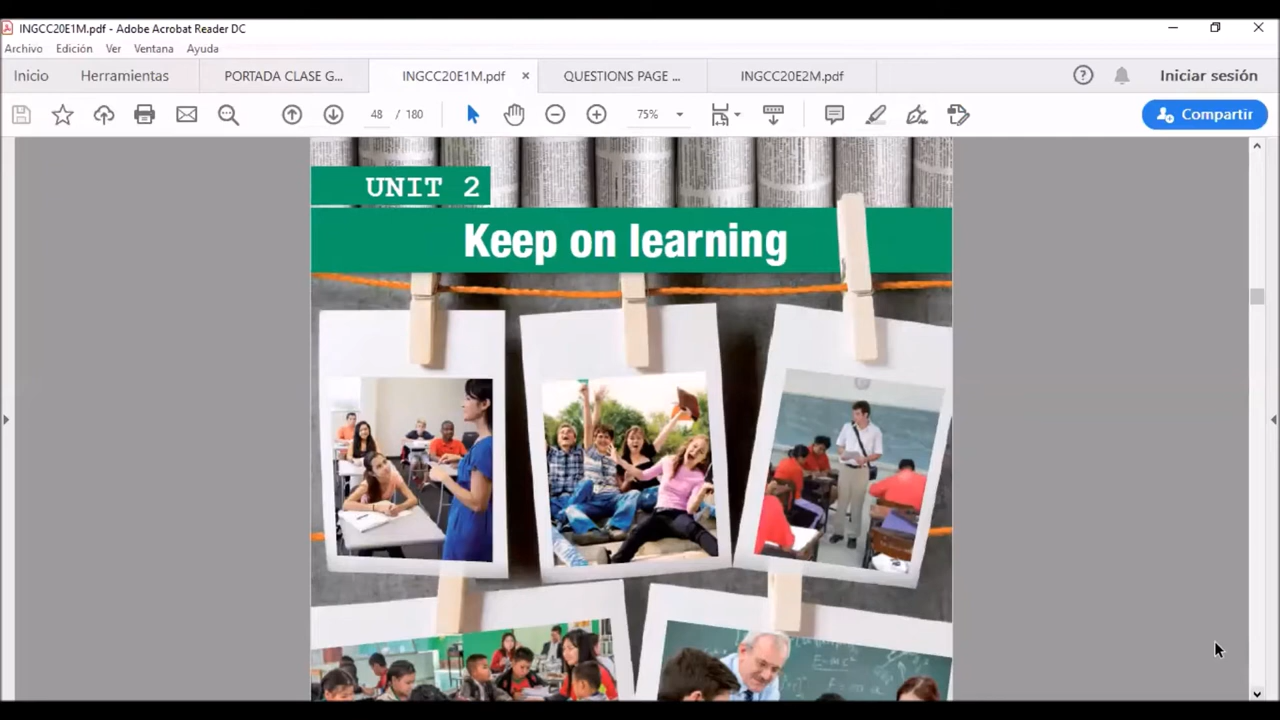 INGCC20E1M.pdf - Adobe Acrobat Reader DC
Archivo Edición Ver Ventana Ayuda
Inicio Herramientas PORTADA CLASE G... INGCC20E1M.pdf × QUESTIONS PAGE ... INGCC20E2M.pdf Iniciar sesión
48 / 180 75% Compartir
UNIT 2
Keep on learning
E=mc²